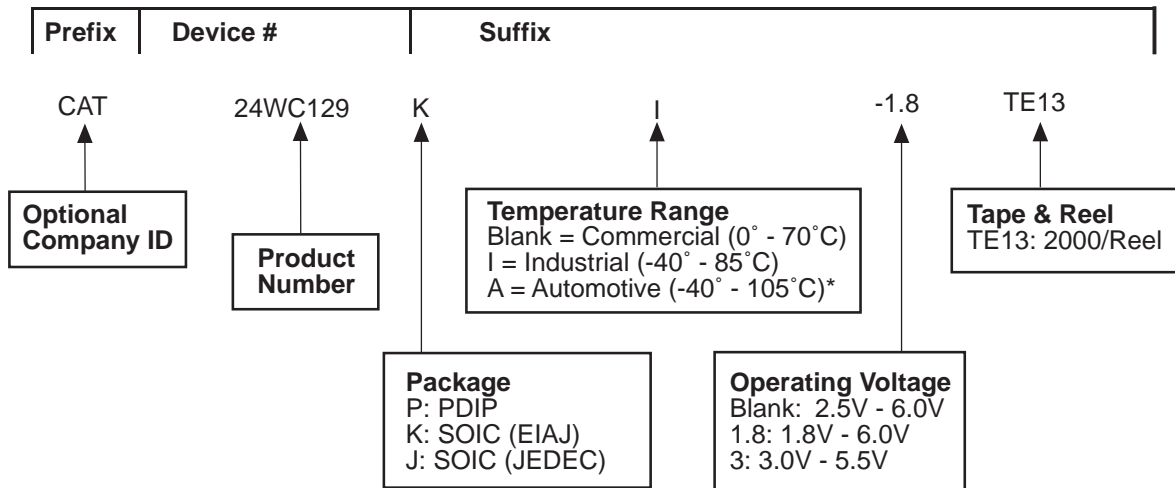 Prefix Device # Suffix
CAT 24WC129 K I -1.8 TE13
Optional
Company ID
Product
Number
Temperature Range
Blank = Commercial (0˚ - 70˚C)
I = Industrial (-40˚ - 85˚C)
A = Automotive (-40˚ - 105˚C)*
Tape & Reel
TE13: 2000/Reel
Package
P: PDIP
K: SOIC (EIAJ)
J: SOIC (JEDEC)
Operating Voltage
Blank: 2.5V - 6.0V
1.8: 1.8V - 6.0V
3: 3.0V - 5.5V